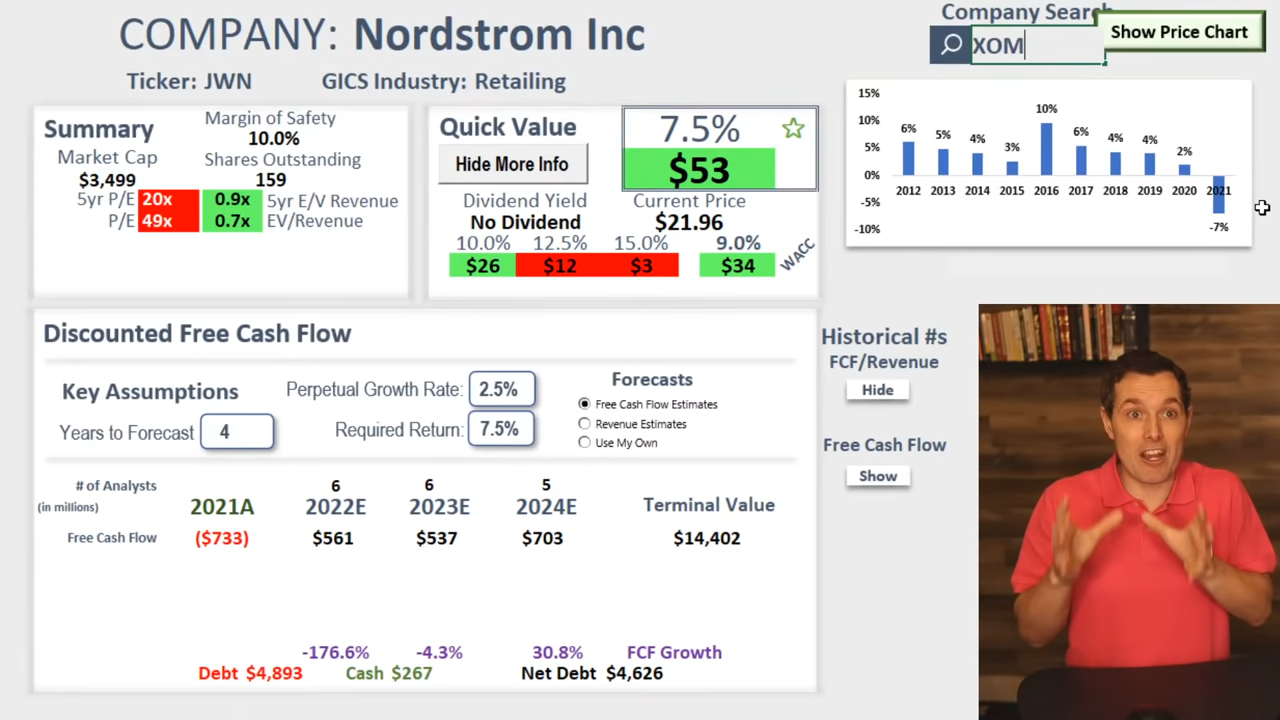 COMPANY: Nordstrom Inc
Ticker: JWN GICS Industry: Retailing
Company Search
XOM
Show Price Chart
Summary
Margin of Safety
10.0%
Market Cap
$3,499
Shares Outstanding
159
5yr P/E 20x 0.9x 5yr E/V Revenue
P/E 49x 0.7x EV/Revenue
Quick Value
7.5%
$53
Hide More Info
Dividend Yield
No Dividend
Current Price
$21.96
10.0% 12.5% 15.0% 9.0%
$26 $12 $3 $34 WACC
15%
10%
5%
0%
-5%
-10%
6% 5% 4% 3% 10% 6% 4% 4% 2% -7%
2012 2013 2014 2015 2016 2017 2018 2019 2020 2021
Discounted Free Cash Flow
Key Assumptions
Years to Forecast 4
Perpetual Growth Rate: 2.5%
Required Return: 7.5%
Forecasts
Free Cash Flow Estimates
Revenue Estimates
Use My Own
# of Analysts 6 6 5
(in millions) 2021A 2022E 2023E 2024E Terminal Value
Free Cash Flow ($733) $561 $537 $703 $14,402
-176.6% -4.3% 30.8% FCF Growth
Debt $4,893 Cash $267 Net Debt $4,626
Historical #s
FCF/Revenue
Hide
Free Cash Flow
Show